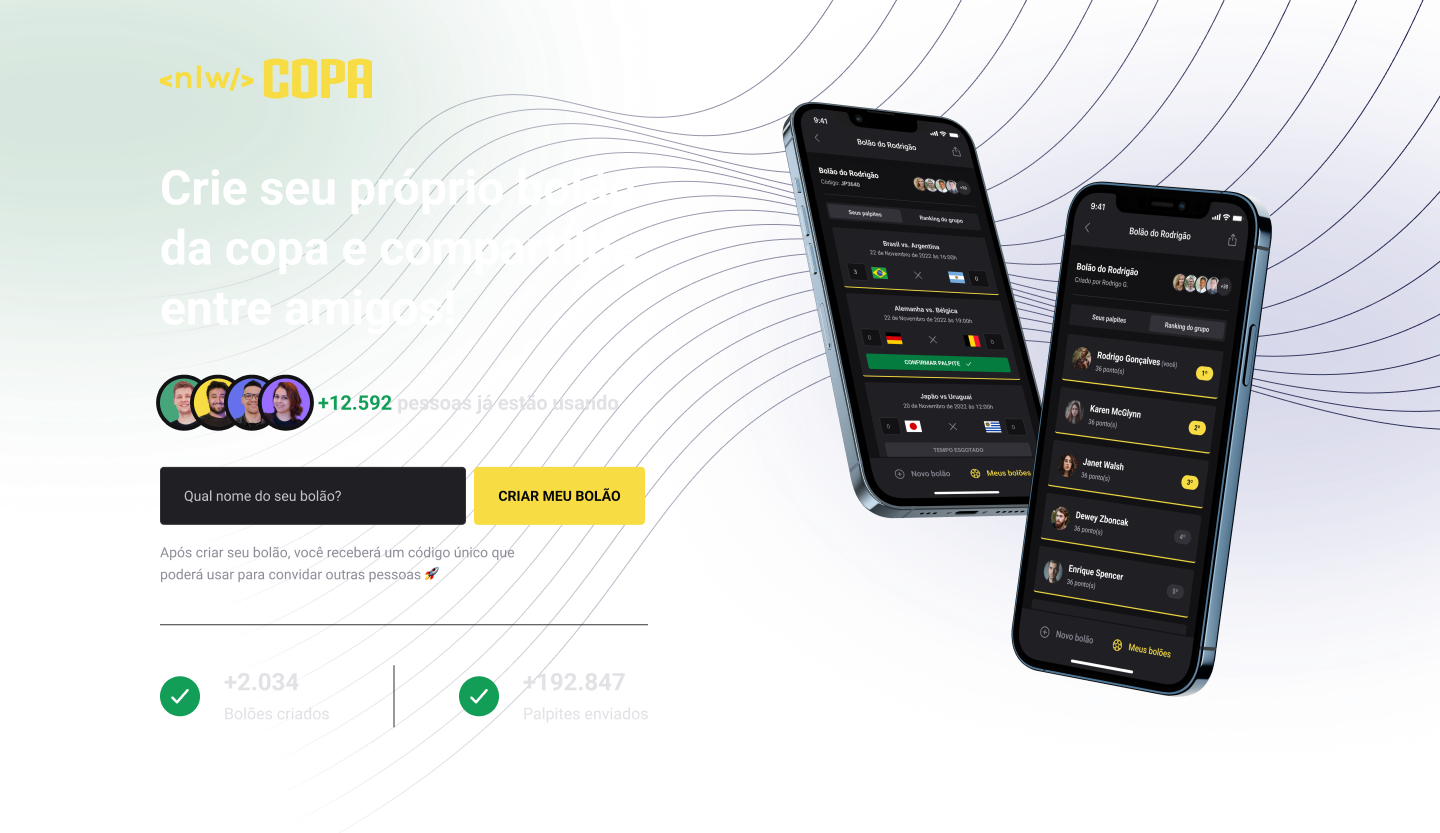 <nlw/> COPA
Crie seu próprio bolão
da copa e compartilhe
entre amigos!
+12.592 pessoas já estão usando
Qual nome do seu bolão?
CRIAR MEU BOLÃO
Após criar seu bolão, você receberá um código único que
poderá usar para convidar outras pessoas 🚀
+2.034
Bolões criados
+192.847
Palpites enviados
9:41
Bolão do Rodrigão
Bolão do Rodrigão
Código: JP3640
+30
Seus palpites
Ranking do grupo
Brasil vs. Argentina
22 de Novembro de 2022 às 16:00h
3
0
Alemanha vs. Bélgica
22 de Novembro de 2022 às 19:00h
0
0
CONFIRMAR PALPITE
Japão vs Uruguai
20 de Novembro de 2022 às 12:00h
0
0
TEMPO ESGOTADO
Novo bolão
Meus bolões
9:41
Bolão do Rodrigão
Bolão do Rodrigão
Criado por Rodrigo G.
+30
Seus palpites
Ranking do grupo
Rodrigo Gonçalves (você)
36 ponto(s)
1º
Karen McGlynn
36 ponto(s)
2º
Janet Walsh
36 ponto(s)
3º
Dewey Zboncak
36 ponto(s)
4º
Enrique Spencer
36 ponto(s)
Novo bolão
Meus bolões